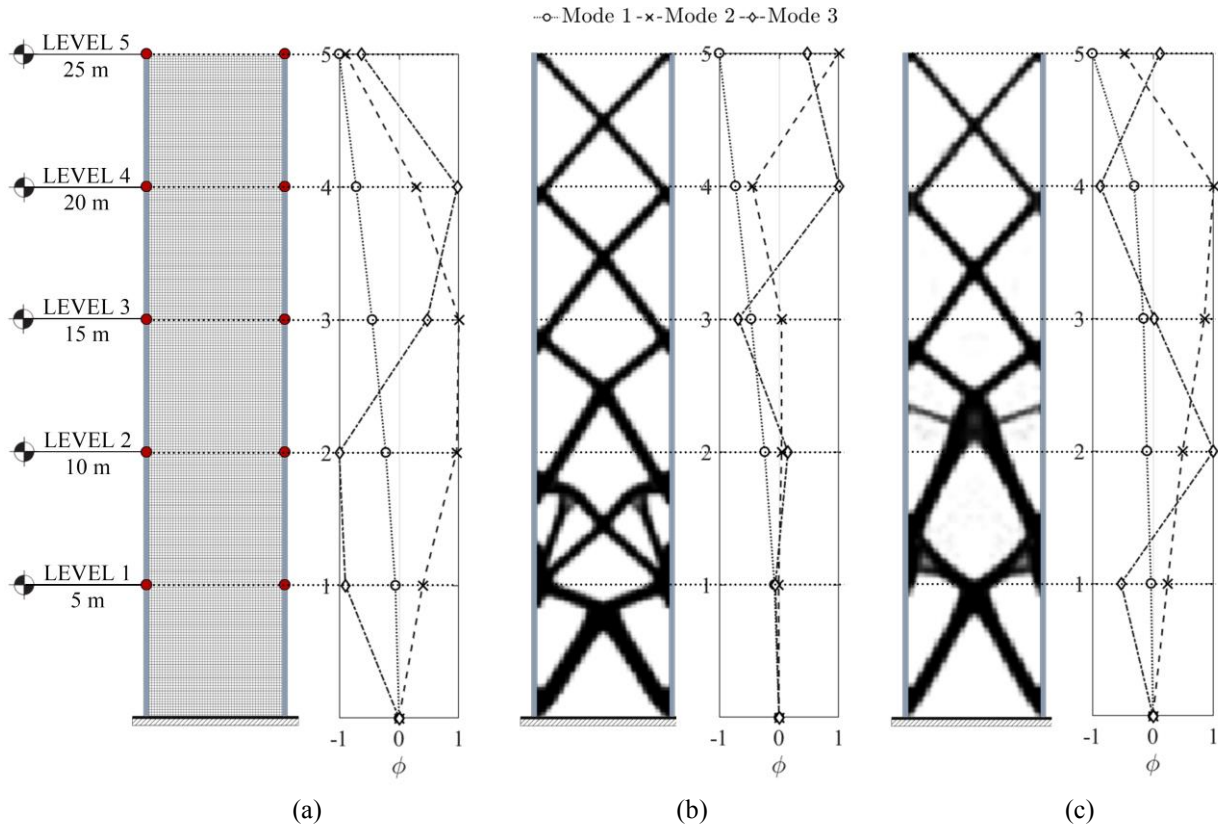 Mode 1 Mode 2 Mode 3
LEVEL 5
25 m
5 5 5
LEVEL 4
20 m
4 4 4
LEVEL 3
15 m
3 3 3
LEVEL 2
10 m
2 2 2
LEVEL 1
5 m
1 1 1
-1 0 1 -1 0 1 -1 0 1
ϕ ϕ ϕ
(a) (b) (c)